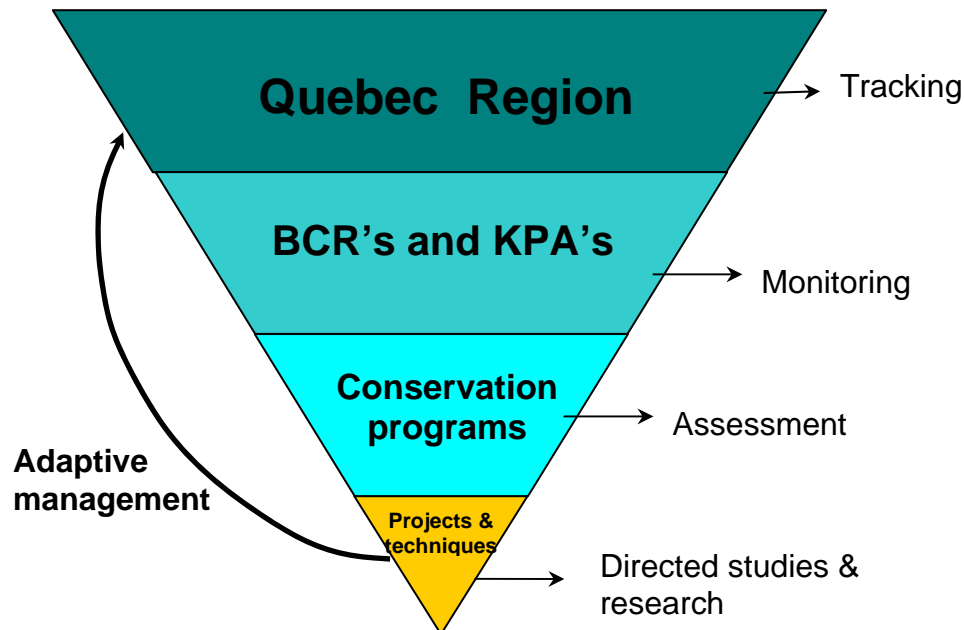 Quebec Region
Tracking
BCR’s and KPA’s
Monitoring
Conservation
programs
Assessment
Adaptive
management
Projects &
techniques
Directed studies &
research